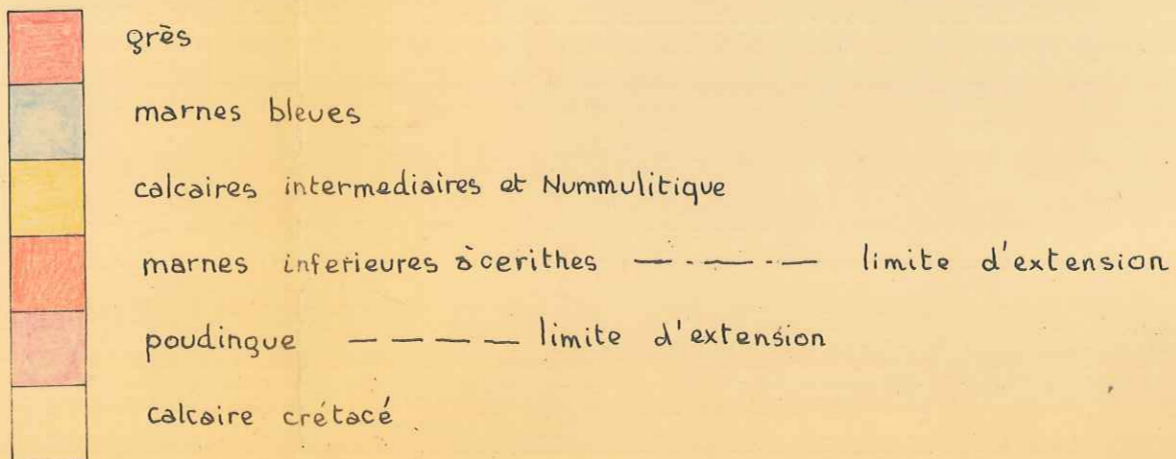 grès
marnes bleues
calcaires intermediaires et Nummulitique
marnes inferieures à cerithes — · — · — limite d'extension
poudingue — — — — limite d'extension
calcaire crétacé